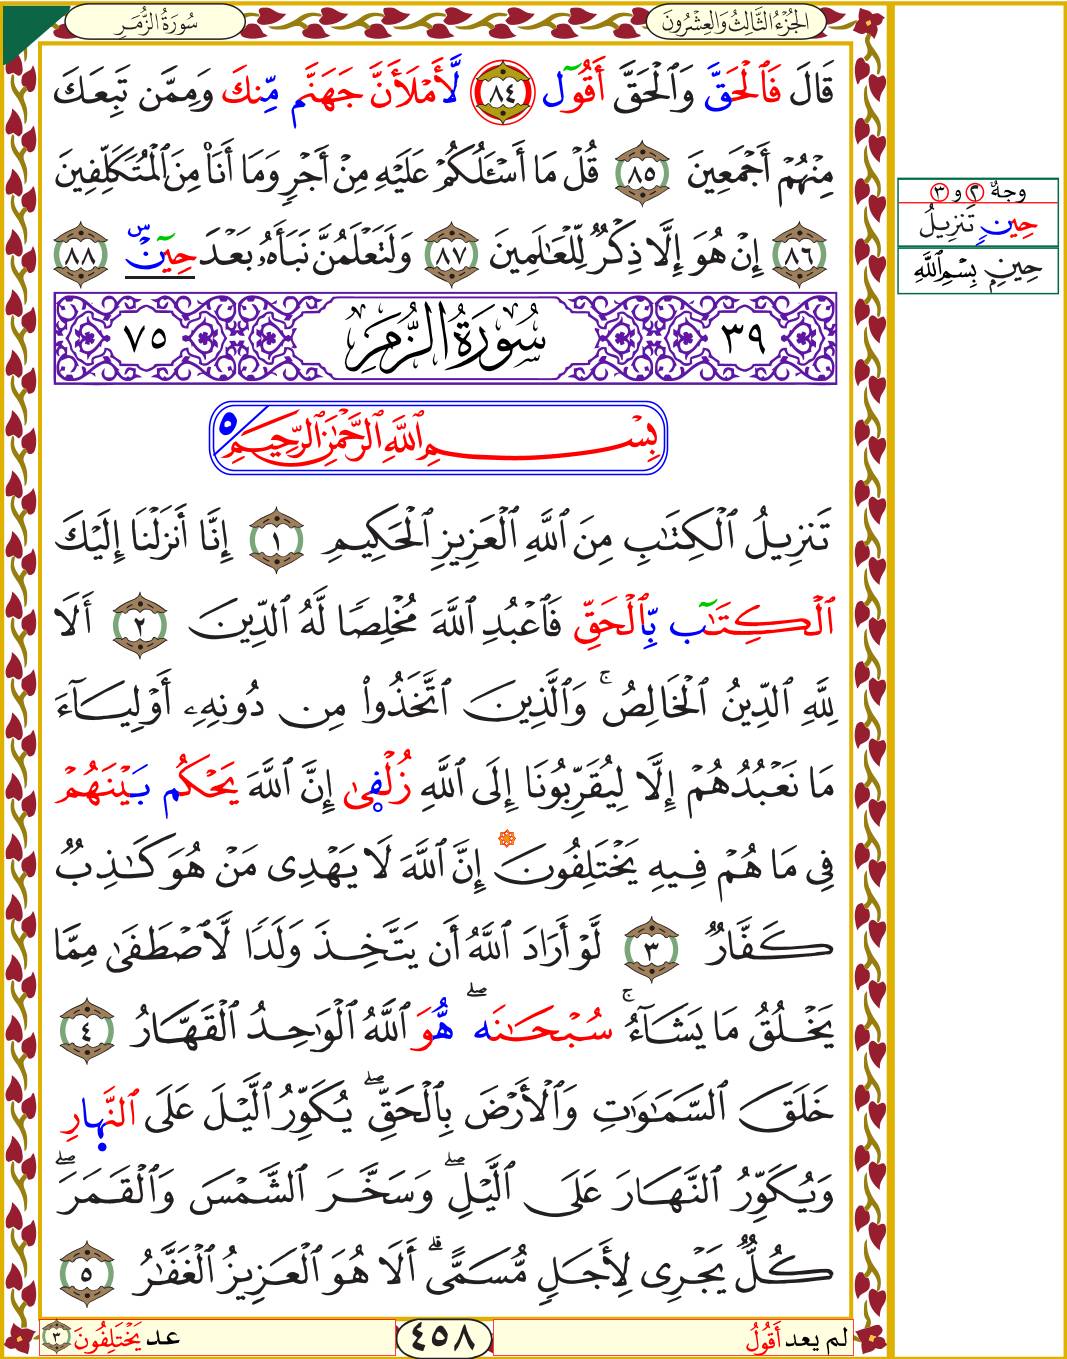 سُورَةُ الزُّمَرِ
الجُزْءُ الثَّالِثُ وَالعِشْرُونَ
قَالَ فَٱلْحَقَّ وَٱلْحَقَّ أَقُوٓل ٨٤ لَّأَمْلَأَنَّ جَهَنَّم مِّنكَ وَمِمَّن تَبِعَكَ
مِنْهُمْ أَجْمَعِينَ ٨٥ قُلْ مَا أَسْـَٔلُكُمْ عَلَيْهِ مِنْ أَجْرٍ وَمَا أَنَا۠ مِنَ ٱلْمُتَكَلِّفِينَ
٨٦ إِنْ هُوَ إِلَّا ذِكْرٌ لِّلْعَٰلَمِينَ ٨٧ وَلَتَعْلَمُنَّ نَبَأَهُۥ بَعْدَ حِيٓنْۜ ٨٨
٣٩ سُورَةُ الزُّمَرِ ٧٥
بِسْمِ ٱللَّهِ ٱلرَّحْمَٰنِ ٱلرَّحِيمِ ٥
تَنزِيلُ ٱلْكِتَٰبِ مِنَ ٱللَّهِ ٱلْعَزِيزِ ٱلْحَكِيمِ ١ إِنَّا أَنزَلْنَا إِلَيْكَ
ٱلْكِتَٰٓب بِّٱلْحَقِّ فَٱعْبُدِ ٱللَّهَ مُخْلِصًا لَّهُ ٱلدِّينَ ٢ أَلَا
لِلَّهِ ٱلدِّينُ ٱلْخَالِصُۚ وَٱلَّذِينَ ٱتَّخَذُوا۟ مِن دُونِهِۦ أَوْلِيَآءَ
مَا نَعْبُدُهُمْ إِلَّا لِيُقَرِّبُونَا إِلَى ٱللَّهِ زُلْفٜىٰ إِنَّ ٱللَّهَ يَحْكُم بَيْنَهُمْ
فِى مَا هُمْ فِيهِ يَخْتَلِفُونَ إِنَّ ٱللَّهَ لَا يَهْدِى مَنْ هُوَ كَٰذِبٌ
كَفَّارٌ ٣ لَّوْ أَرَادَ ٱللَّهُ أَن يَتَّخِذَ وَلَدًا لَّٱصْطَفَىٰ مِمَّا
يَخْلُقُ مَا يَشَآءُۚ سُبْحَٰنَهۖ هُّوَ ٱللَّهُ ٱلْوَٰحِدُ ٱلْقَهَّارُ ٤
خَلَقَ ٱلسَّمَٰوَٰتِ وَٱلْأَرْضَ بِٱلْحَقِّۖ يُكَوِّرُ ٱلَّيْلَ عَلَى ٱلنَّهٜارِ
وَيُكَوِّرُ ٱلنَّهَارَ عَلَى ٱلَّيْلِۖ وَسَخَّرَ ٱلشَّمْسَ وَٱلْقَمَرَۖ
كُلٌّ يَجْرِى لِأَجَلٍ مُّسَمًّىۗ أَلَا هُوَ ٱلْعَزِيزُ ٱلْغَفَّٰرُ ٥
وجهٌ ٢ و ٣
حِينٍ تَنزِيلُ
حِينٍ بِسْمِ ٱللَّهِ
لم يعد أَقُولُ
٤٥٨
عد يَخْتَلِفُونَ ٣